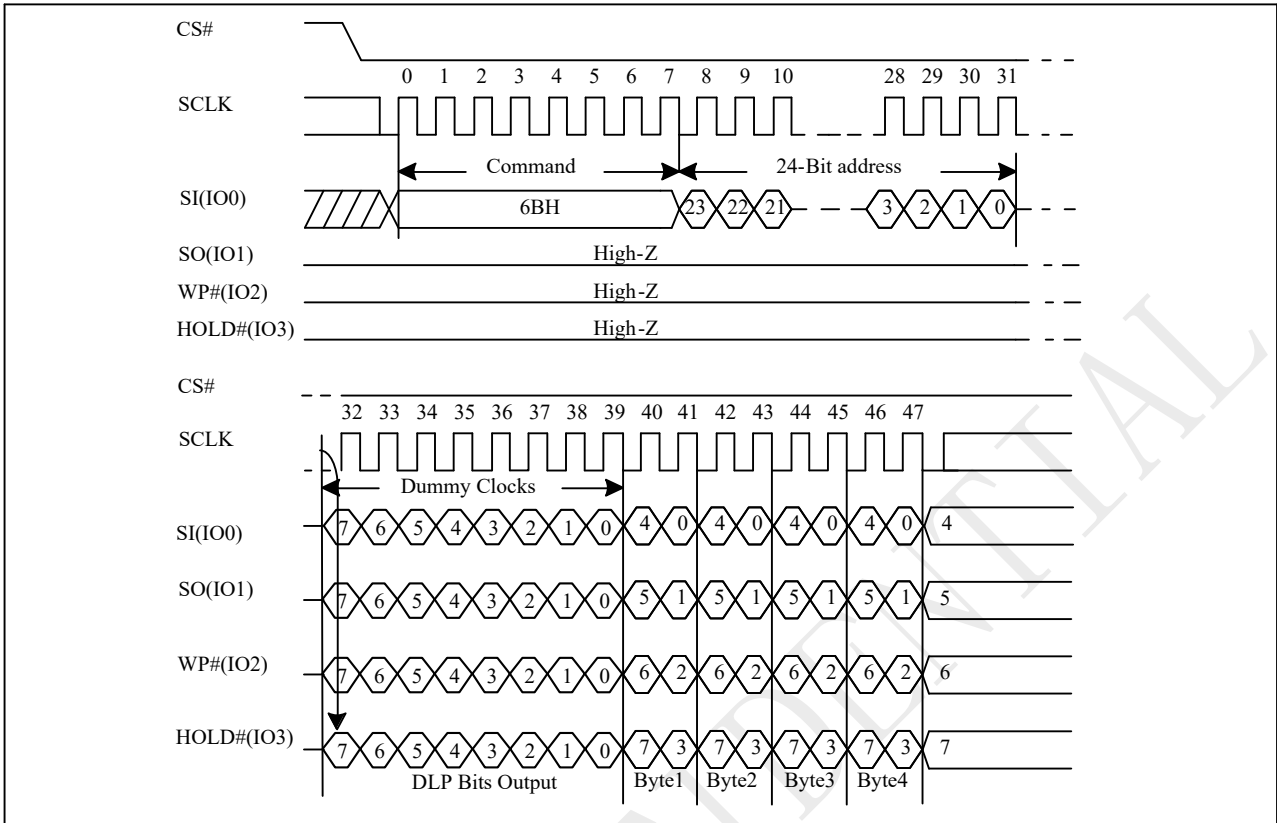 CS#
0 1 2 3 4 5 6 7 8 9 10 28 29 30 31
SCLK
Command 24-Bit address
SI(IO0) 6BH 23 22 21 3 2 1 0
SO(IO1) High-Z
WP#(IO2) High-Z
HOLD#(IO3) High-Z
CS#
32 33 34 35 36 37 38 39 40 41 42 43 44 45 46 47
SCLK
Dummy Clocks
SI(IO0) 7 6 5 4 3 2 1 0 4 0 4 0 4 0 4 0 4
SO(IO1) 7 6 5 4 3 2 1 0 5 1 5 1 5 1 5 1 5
WP#(IO2) 7 6 5 4 3 2 1 0 6 2 6 2 6 2 6 2 6
HOLD#(IO3) 7 6 5 4 3 2 1 0 7 3 7 3 7 3 7 3 7
DLP Bits Output Byte1 Byte2 Byte3 Byte4